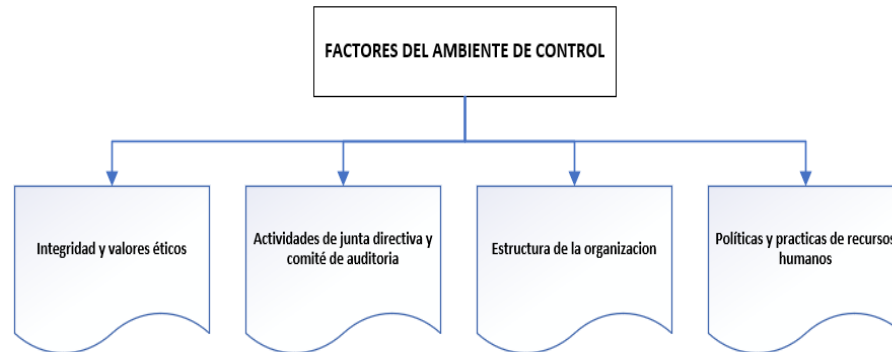 FACTORES DEL AMBIENTE DE CONTROL
Integridad y valores éticos
Actividades de junta directiva y
comité de auditoria
Estructura de la organizacion
Políticas y practicas de recursos
humanos